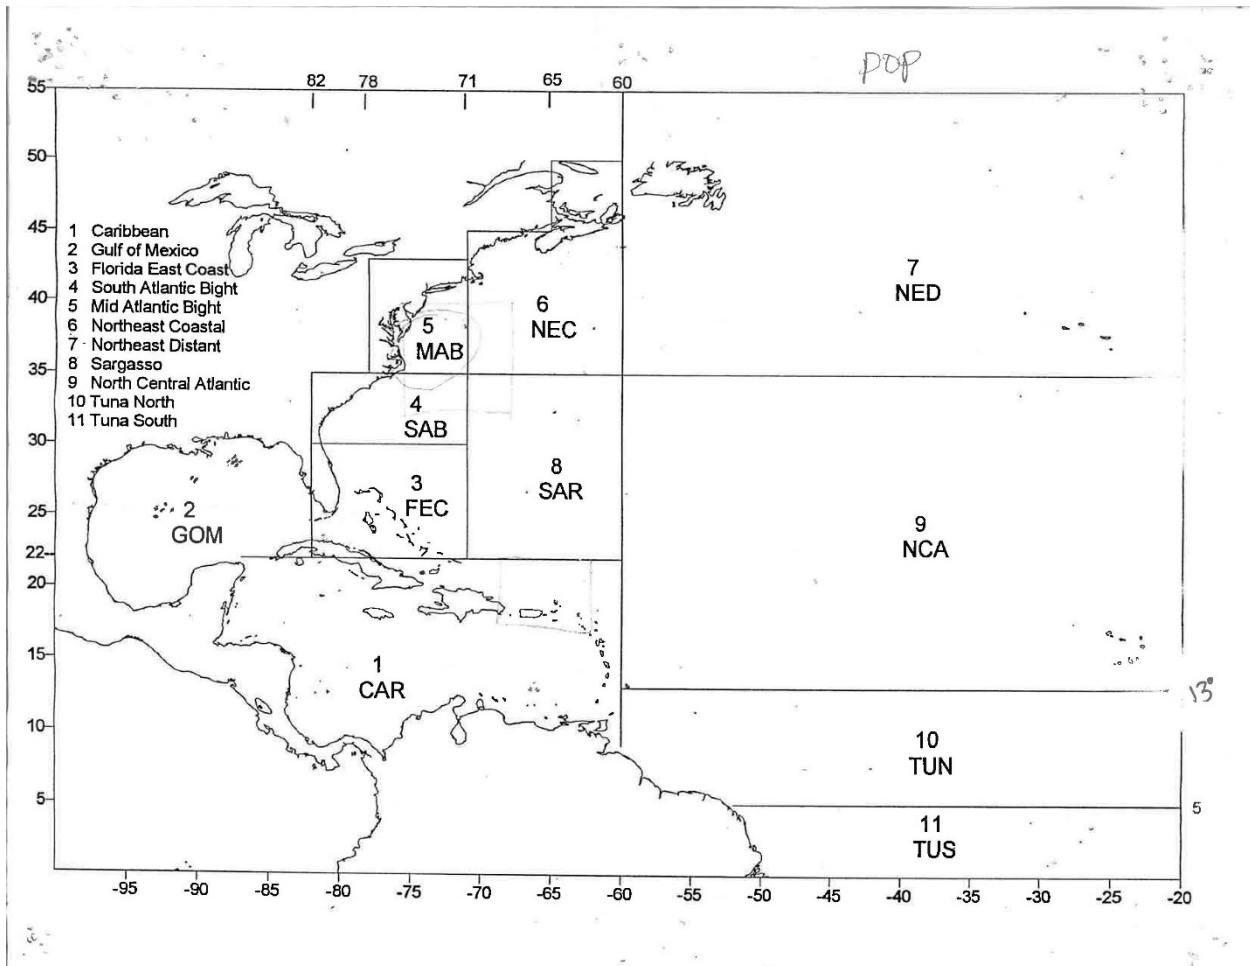 POP
82 78 71 65 60
55
50
45
1 Caribbean
2 Gulf of Mexico
3 Florida East Coast
4 South Atlantic Bight
5 Mid Atlantic Bight
6 Northeast Coastal
7 Northeast Distant
8 Sargasso
9 North Central Atlantic
10 Tuna North
11 Tuna South
7
NED
40
6
NEC
5
MAB
35
4
SAB
30
8
SAR
3
FEC
25
2
GOM
9
NCA
22
20
15
1
CAR
13°
10
10
TUN
5
5
11
TUS
-95 -90 -85 -80 -75 -70 -65 -60 -55 -50 -45 -40 -35 -30 -25 -20